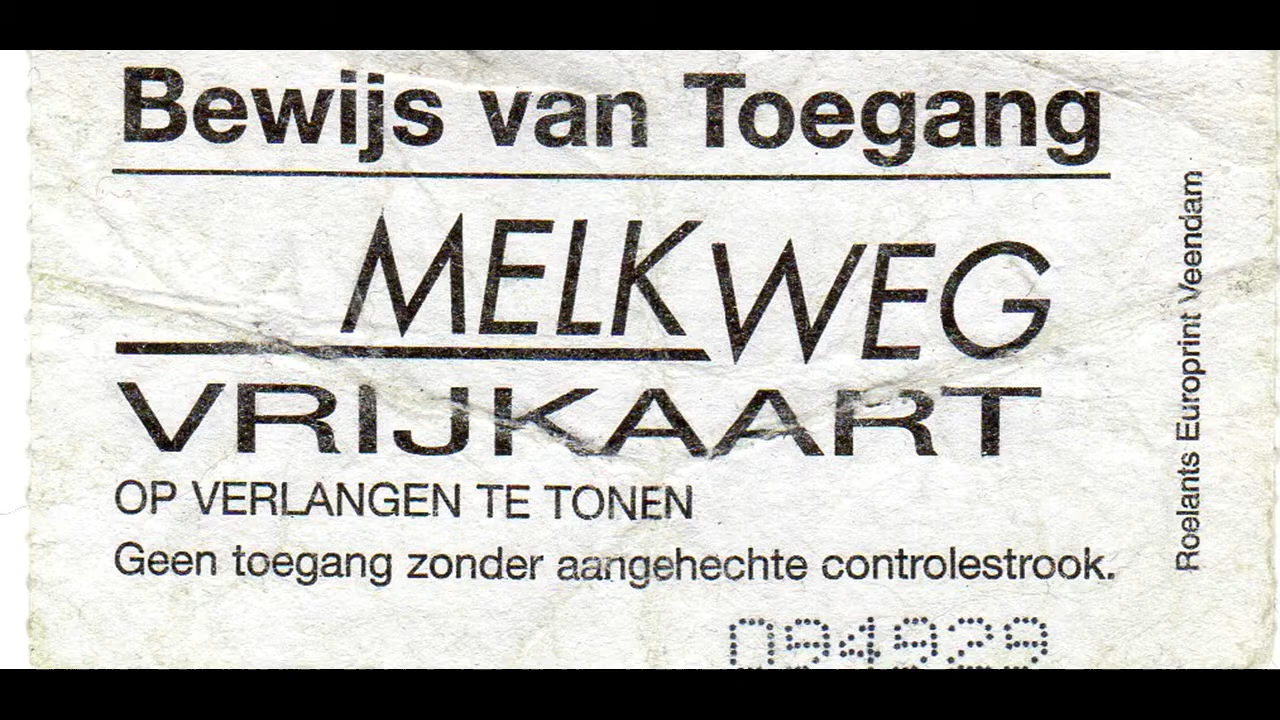 Bewijs van Toegang
MELKWEG
VRIJKAART
OP VERLANGEN TE TONEN
Geen toegang zonder aangehechte controlestrook.
Roelants Europrint Veendam